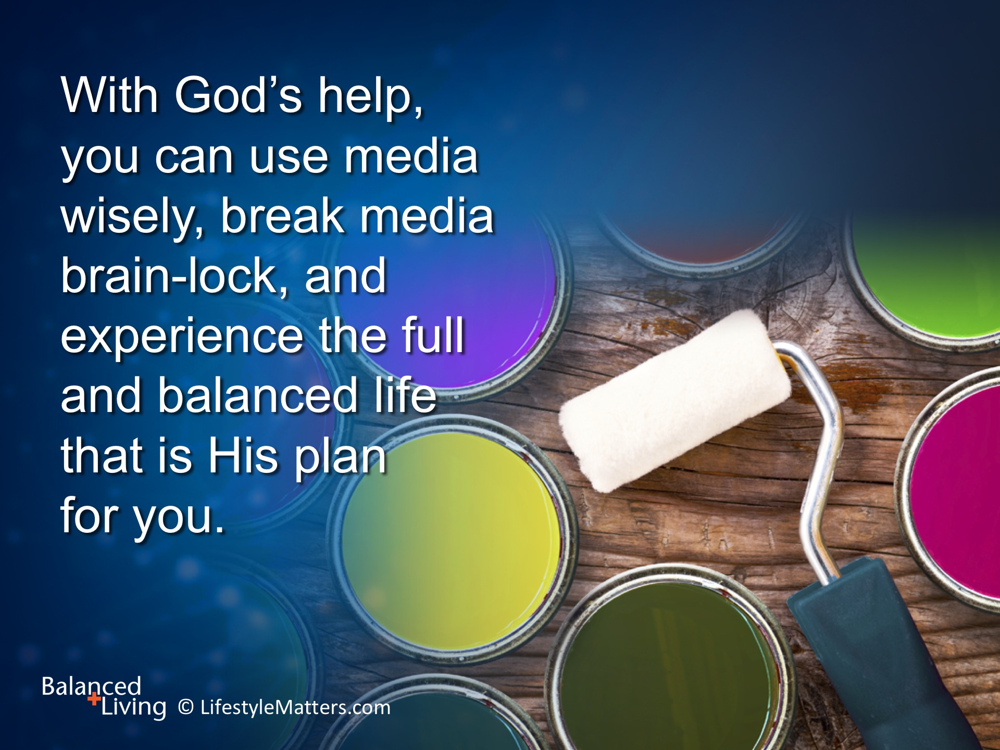 With God’s help,
you can use media
wisely, break media
brain-lock, and
experience the full
and balanced life
that is His plan
for you.
Balanced
Living © LifestyleMatters.com